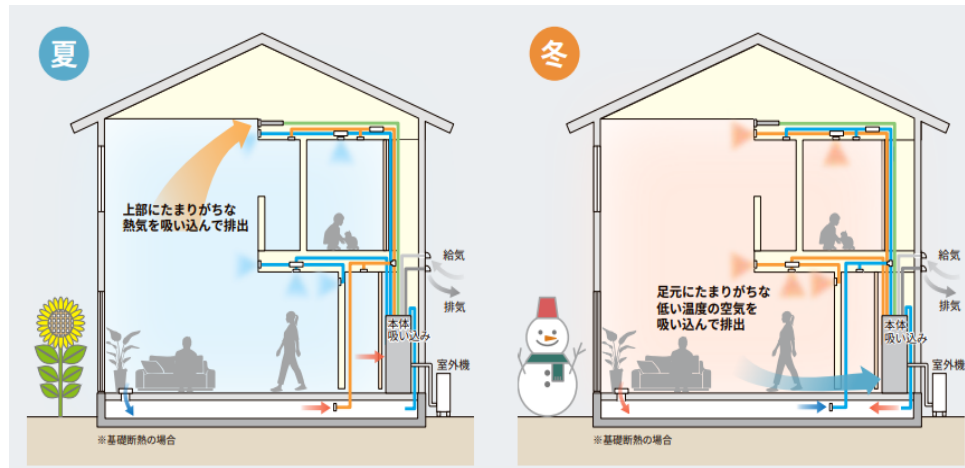 夏
上部にたまりがちな
熱気を吸い込んで排出
給気
排気
本体
吸い込み
室外機
※基礎断熱の場合
冬
足元にたまりがちな
低い温度の空気を
吸い込んで排出
給気
排気
本体
吸い込み
室外機
※基礎断熱の場合